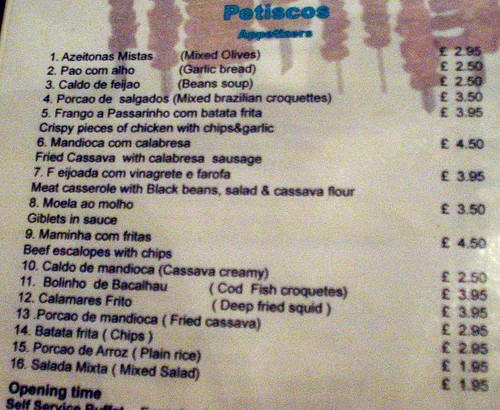 Petiscos
Appetizers
1. Azeitonas Mistas (Mixed Olives) £ 2.95
2. Pao com alho (Garlic bread) £ 2.50
3. Caldo de feijao (Beans soup) £ 2.50
4. Porcao de salgados (Mixed brazilian croquettes) £ 3.50
5. Frango a Passarinho com batata frita £ 3.95
Crispy pieces of chicken with chips&garlic
6. Mandioca com calabresa £ 4.50
Fried Cassava with calabresa sausage
7. F eijoada com vinagrete e farofa £ 3.95
Meat casserole with Black beans, salad & cassava flour
8. Moela ao molho £ 3.50
Giblets in sauce
9. Maminha com fritas £ 4.50
Beef escalopes with chips
10. Caldo de mandioca (Cassava creamy) £ 2.50
11. Bolinho de Bacalhau ( Cod Fish croquetes) £ 3.95
12. Calamares Frito ( Deep fried squid ) £ 3.95
13 .Porcao de mandioca ( Fried cassava) £ 2.95
14. Batata frita ( Chips ) £ 2.95
15. Porcao de Arroz ( Plain rice) £ 1.95
16. Salada Mixta ( Mixed Salad) £ 1.95
Opening time
Self Service Buffet